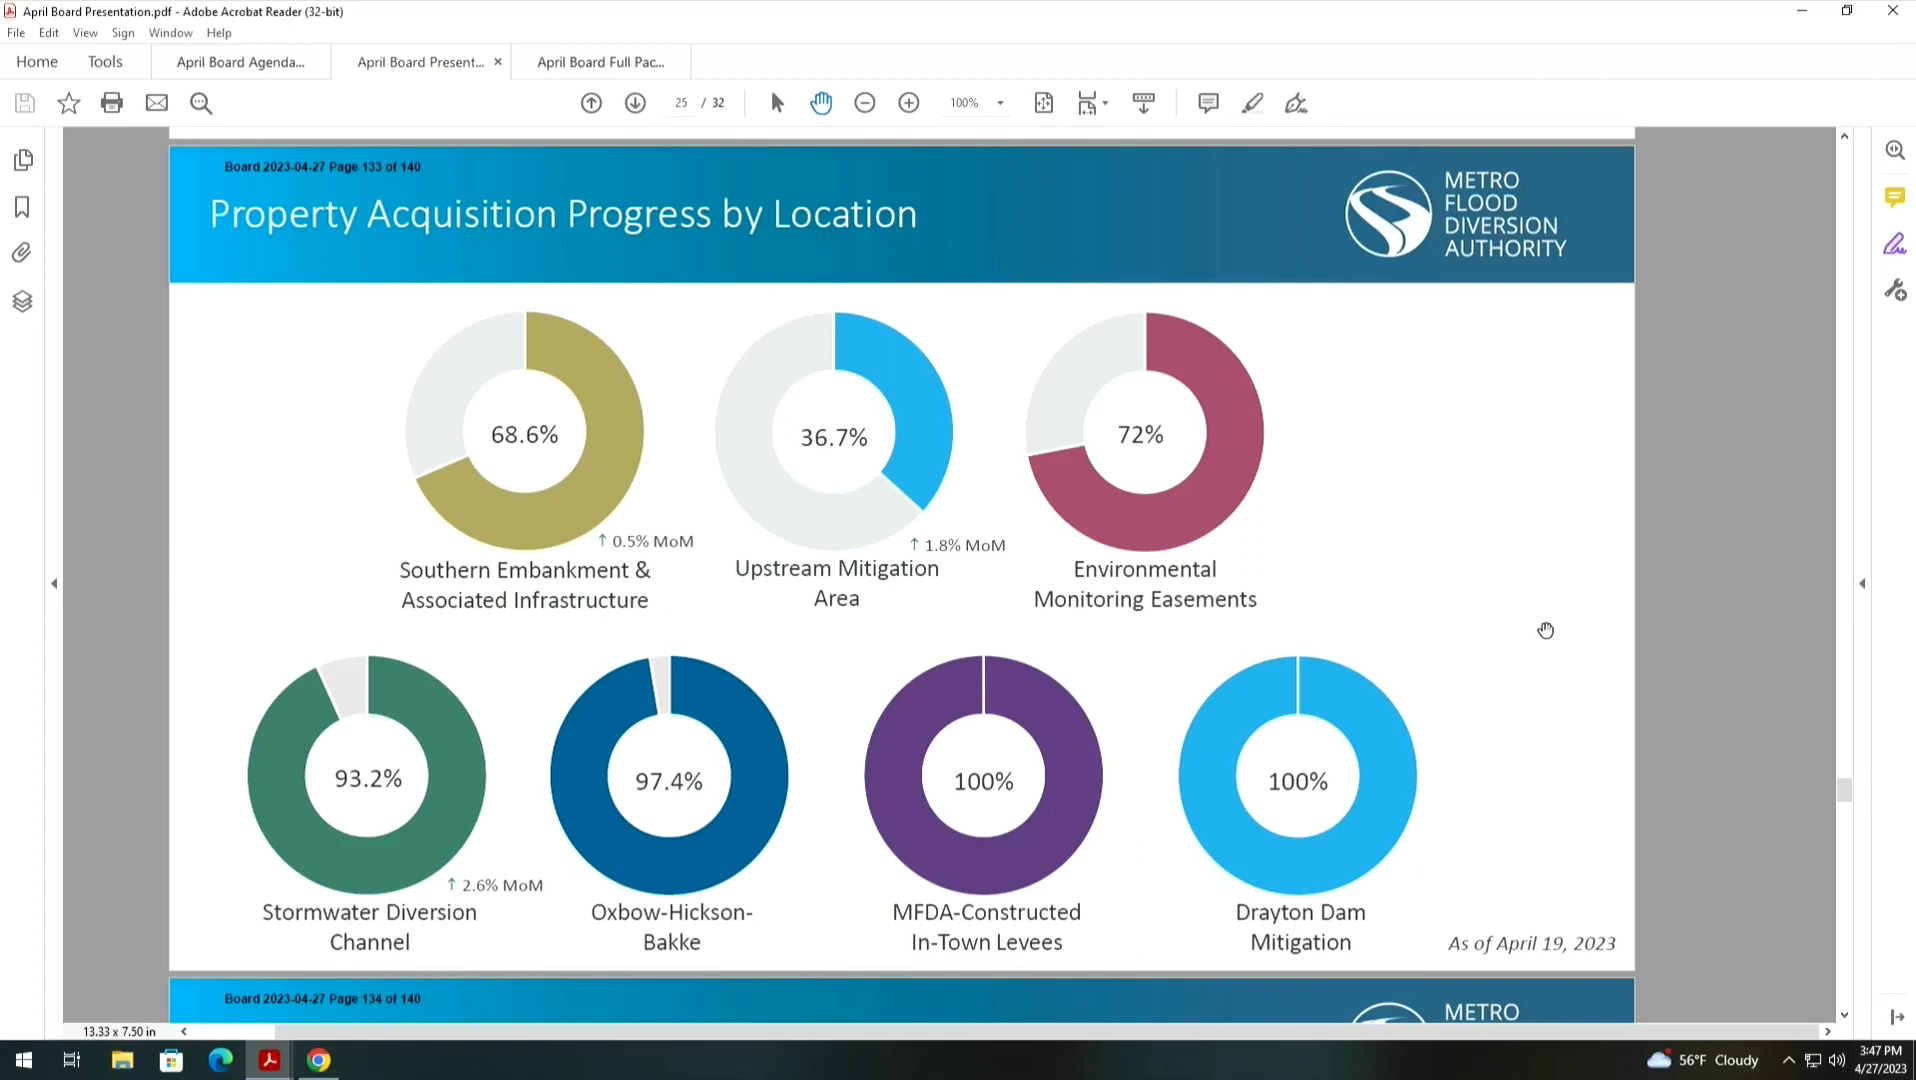 April Board Presentation.pdf - Adobe Acrobat Reader (32-bit)
File Edit View Sign Window Help
Home Tools April Board Agenda... April Board Present... × April Board Full Pac...
25 / 32 100%
Board 2023-04-27 Page 133 of 140
Property Acquisition Progress by Location
METRO
FLOOD
DIVERSION
AUTHORITY
68.6%
↑ 0.5% MoM
Southern Embankment &
Associated Infrastructure
36.7%
↑ 1.8% MoM
Upstream Mitigation
Area
72%
Environmental
Monitoring Easements
93.2%
↑ 2.6% MoM
Stormwater Diversion
Channel
97.4%
Oxbow-Hickson-
Bakke
100%
MFDA-Constructed
In-Town Levees
100%
Drayton Dam
Mitigation
As of April 19, 2023
Board 2023-04-27 Page 134 of 140
METRO
13.33 x 7.50 in
56°F Cloudy
3:47 PM
4/27/2023